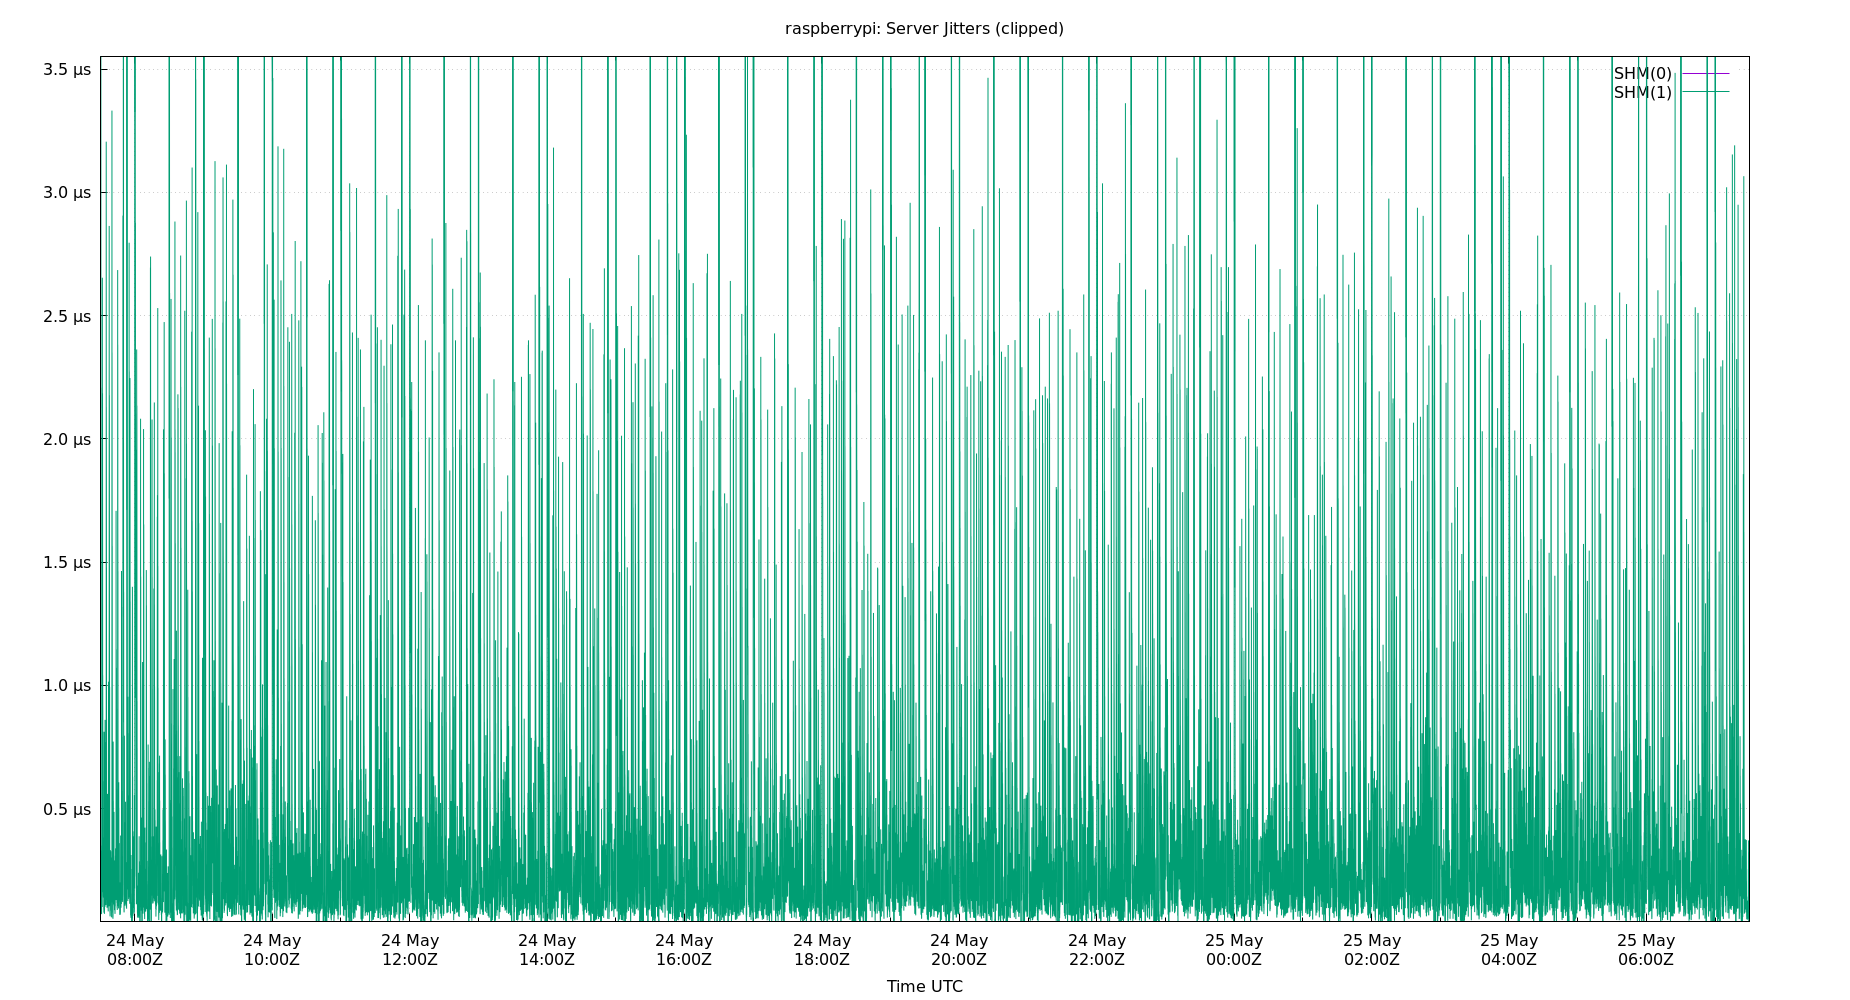 raspberrypi: Server Jitters (clipped)
3.5 µs
3.0 µs
2.5 µs
2.0 µs
1.5 µs
1.0 µs
0.5 µs
SHM(0)
SHM(1)
24 May 24 May 24 May 24 May 24 May 24 May 24 May 24 May 25 May 25 May 25 May 25 May
08:00Z 10:00Z 12:00Z 14:00Z 16:00Z 18:00Z 20:00Z 22:00Z 00:00Z 02:00Z 04:00Z 06:00Z
Time UTC